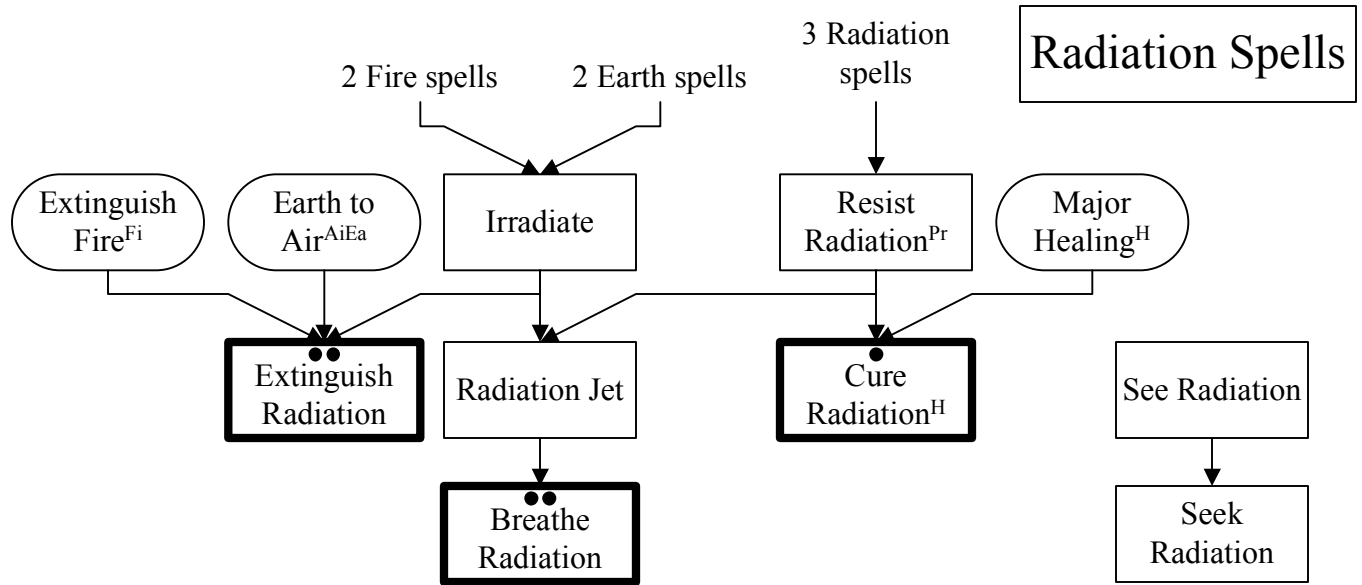 Radiation Spells
3 Radiation
spells
2 Fire spells
2 Earth spells
Extinguish
Fire^Fi
Earth to
Air^AiEa
Irradiate
Resist
Radiation^Pr
Major
Healing^H
Extinguish
Radiation
Radiation Jet
Cure
Radiation^H
See Radiation
Breathe
Radiation
Seek
Radiation